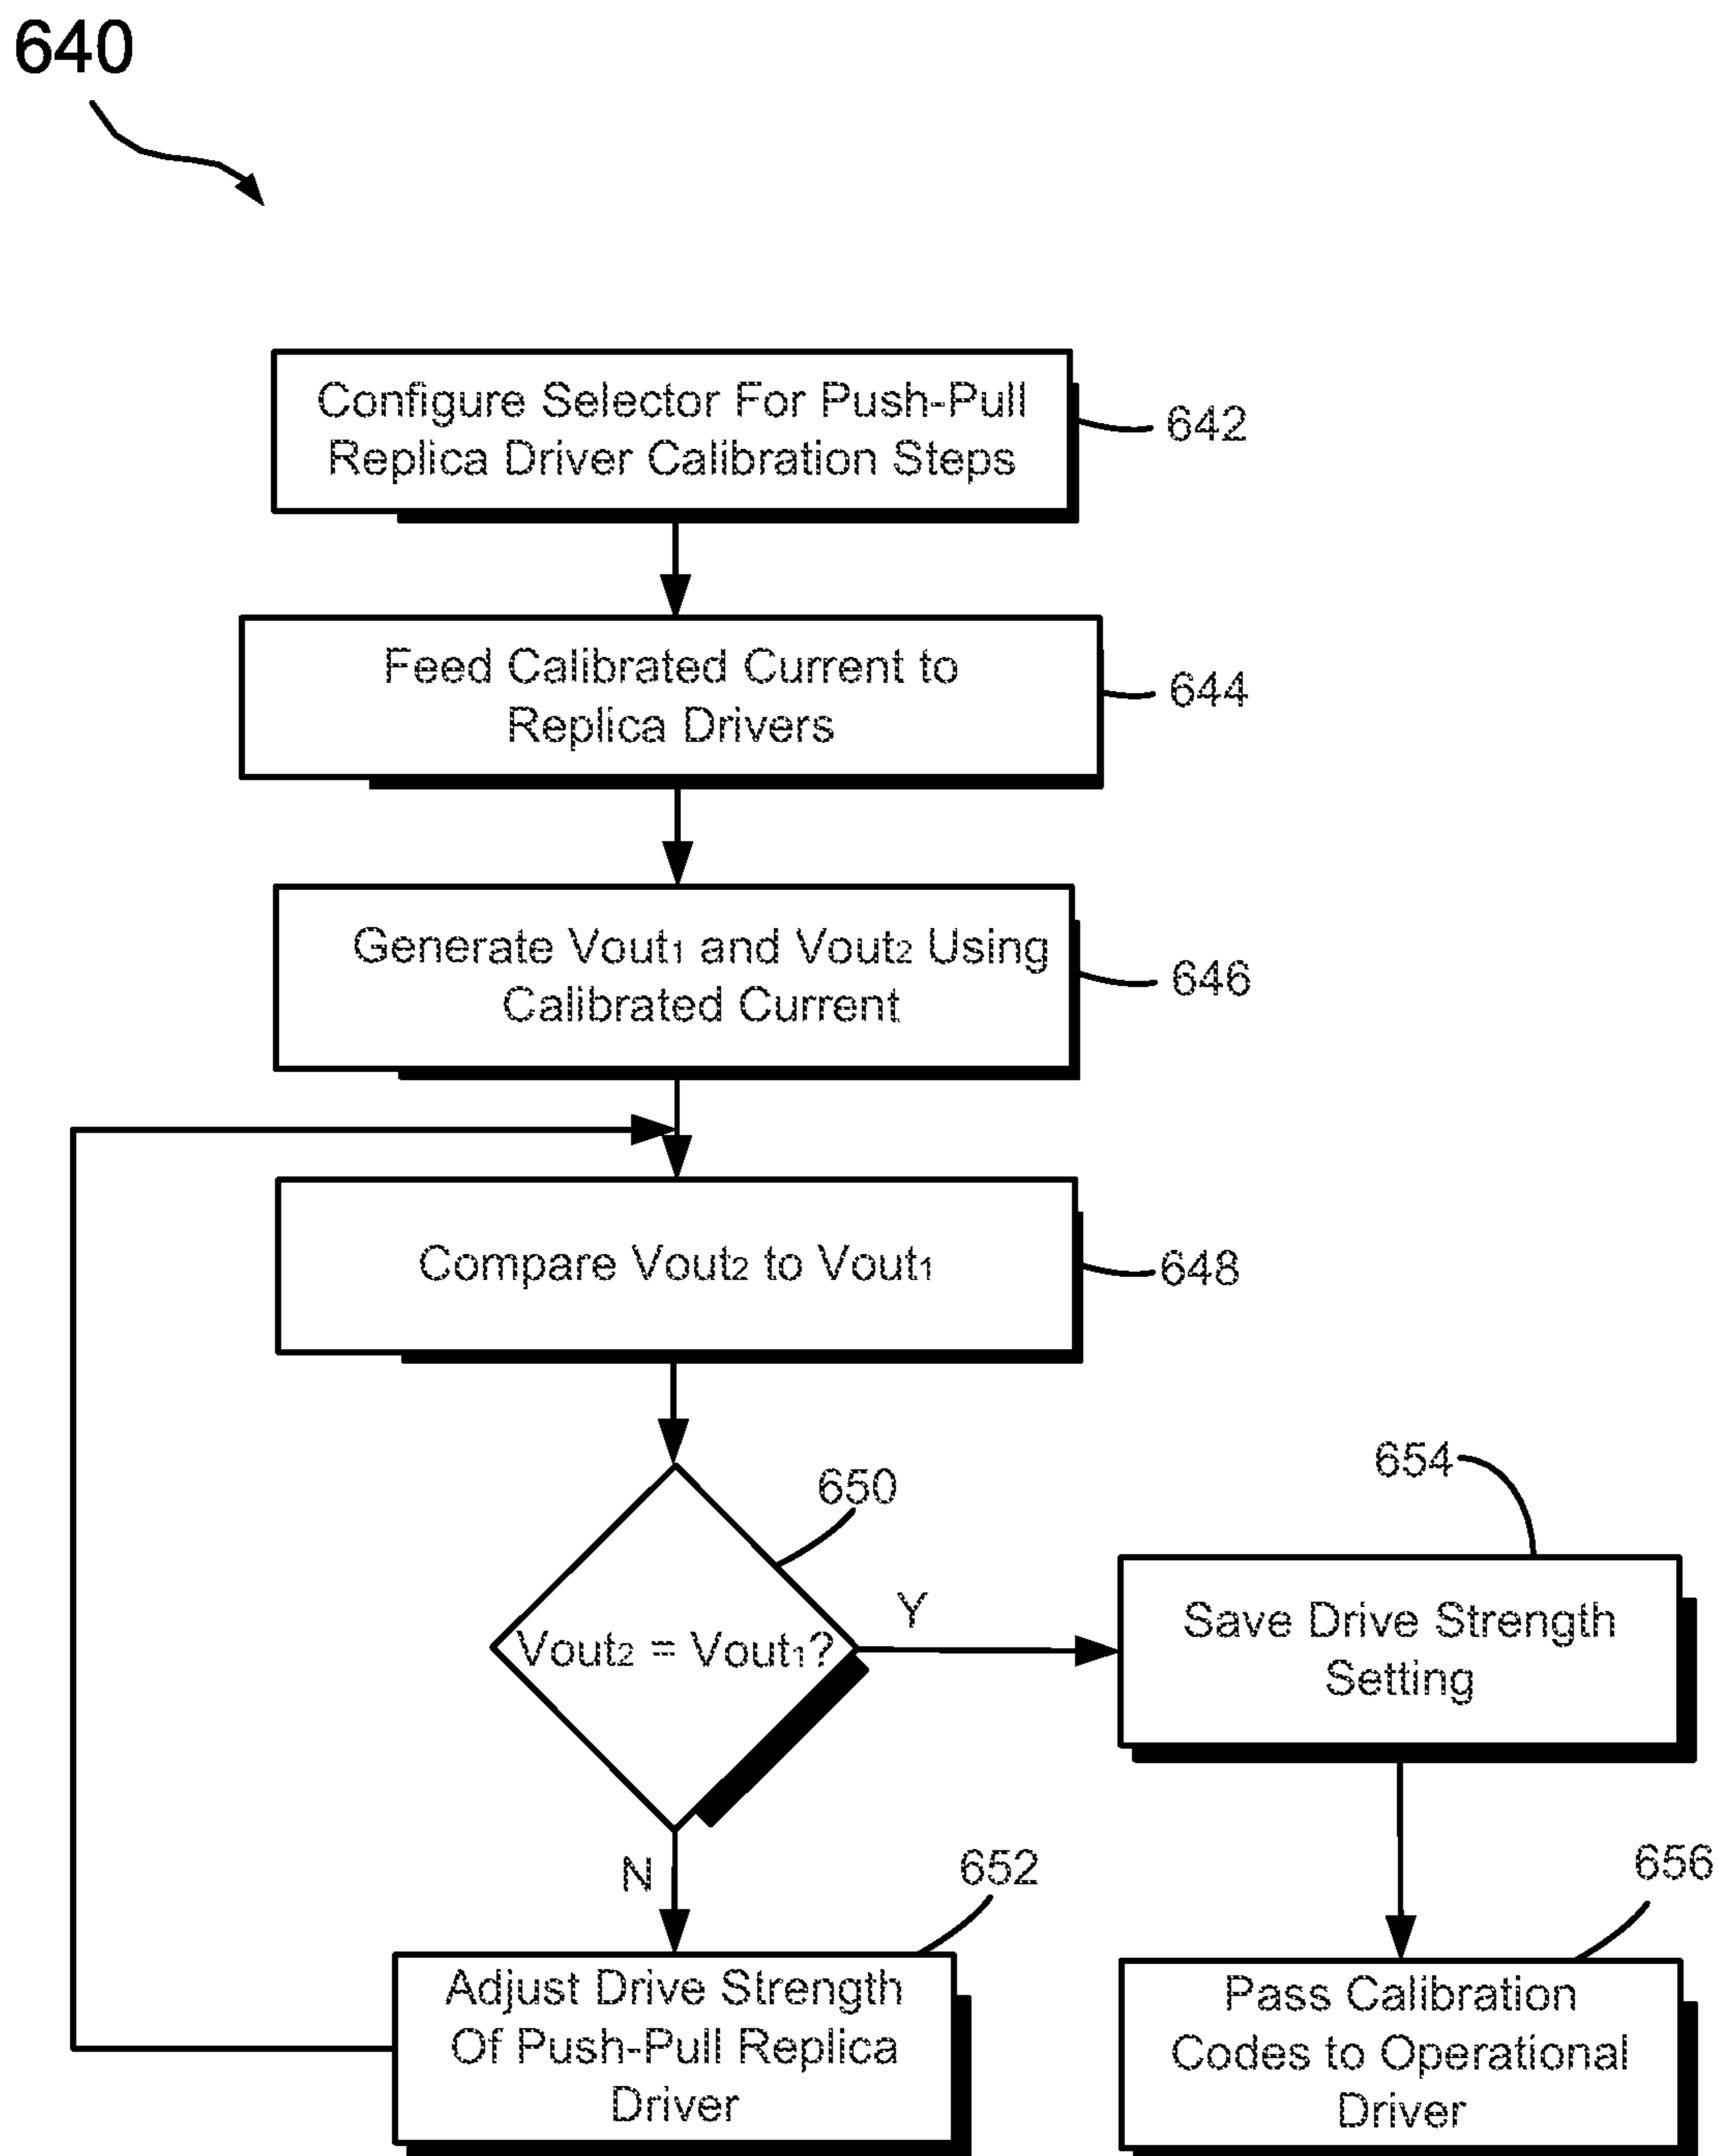 640
Configure Selector For Push-Pull
Replica Driver Calibration Steps
642
Feed Calibrated Current to
Replica Drivers
644
Generate Vout₁ and Vout₂ Using
Calibrated Current
646
Compare Vout₂ to Vout₁
648
650
Vout₂ = Vout₁?
Y
N
654
Save Drive Strength
Setting
652
Adjust Drive Strength
Of Push-Pull Replica
Driver
656
Pass Calibration
Codes to Operational
Driver